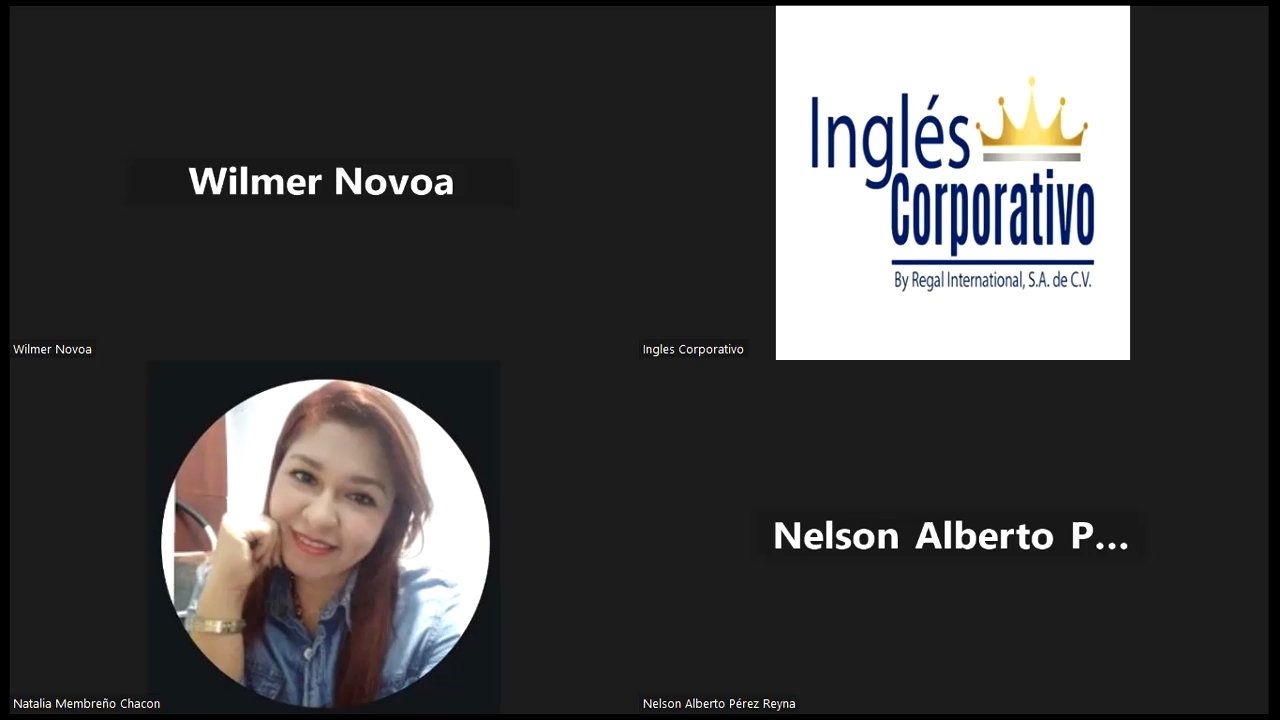 Wilmer Novoa
Wilmer Novoa
Inglés
Corporativo
By Regal International, S.A. de C.V.
Ingles Corporativo
Natalia Membreño Chacon
Nelson Alberto P...
Nelson Alberto Pérez Reyna